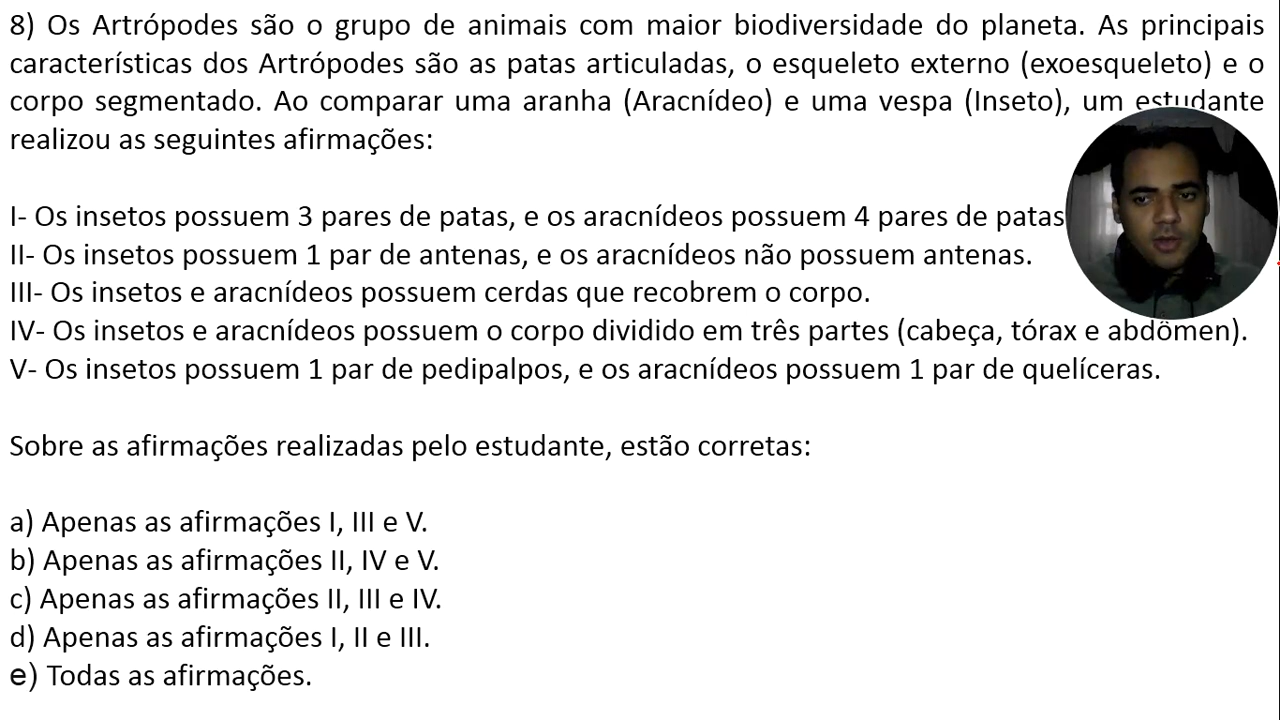 8) Os Artrópodes são o grupo de animais com maior biodiversidade do planeta. As principais
características dos Artrópodes são as patas articuladas, o esqueleto externo (exoesqueleto) e o
corpo segmentado. Ao comparar uma aranha (Aracnídeo) e uma vespa (Inseto), um estudante
realizou as seguintes afirmações:
I- Os insetos possuem 3 pares de patas, e os aracnídeos possuem 4 pares de patas
II- Os insetos possuem 1 par de antenas, e os aracnídeos não possuem antenas.
III- Os insetos e aracnídeos possuem cerdas que recobrem o corpo.
IV- Os insetos e aracnídeos possuem o corpo dividido em três partes (cabeça, tórax e abdômen).
V- Os insetos possuem 1 par de pedipalpos, e os aracnídeos possuem 1 par de quelíceras.
Sobre as afirmações realizadas pelo estudante, estão corretas:
a) Apenas as afirmações I, III e V.
b) Apenas as afirmações II, IV e V.
c) Apenas as afirmações II, III e IV.
d) Apenas as afirmações I, II e III.
e) Todas as afirmações.